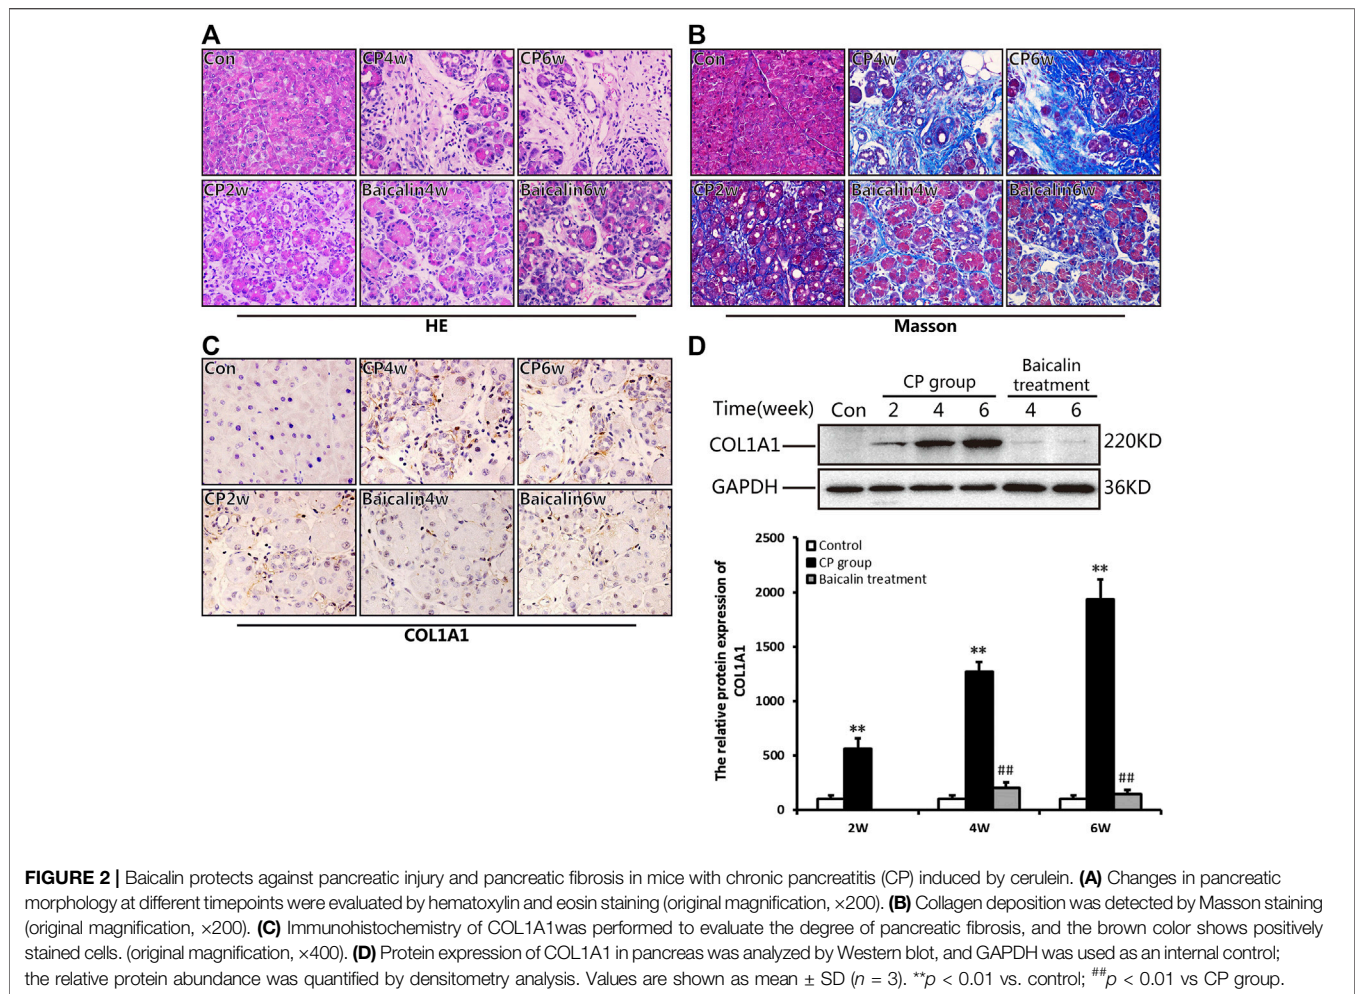 A
Con
CP4w
CP6w
CP2w
Baicalin4w
Baicalin6w
HE
B
Con
CP4w
CP6w
CP2w
Baicalin4w
Baicalin6w
Masson
C
Con
CP4w
CP6w
CP2w
Baicalin4w
Baicalin6w
COL1A1
D
CP group
Baicalin
treatment
Time(week) Con 2 4 6 4 6
COL1A1 220KD
GAPDH 36KD
The relative protein expression of
COL1A1
2500
2000
1500
1000
500
0
Control
CP group
Baicalin treatment
**
**
##
**
##
2W 4W 6W
FIGURE 2 | Baicalin protects against pancreatic injury and pancreatic fibrosis in mice with chronic pancreatitis (CP) induced by cerulein. (A) Changes in pancreatic
morphology at different timepoints were evaluated by hematoxylin and eosin staining (original magnification, ×200). (B) Collagen deposition was detected by Masson staining
(original magnification, ×200). (C) Immunohistochemistry of COL1A1was performed to evaluate the degree of pancreatic fibrosis, and the brown color shows positively
stained cells. (original magnification, ×400). (D) Protein expression of COL1A1 in pancreas was analyzed by Western blot, and GAPDH was used as an internal control;
the relative protein abundance was quantified by densitometry analysis. Values are shown as mean ± SD (n = 3). **p < 0.01 vs. control; ##p < 0.01 vs CP group.